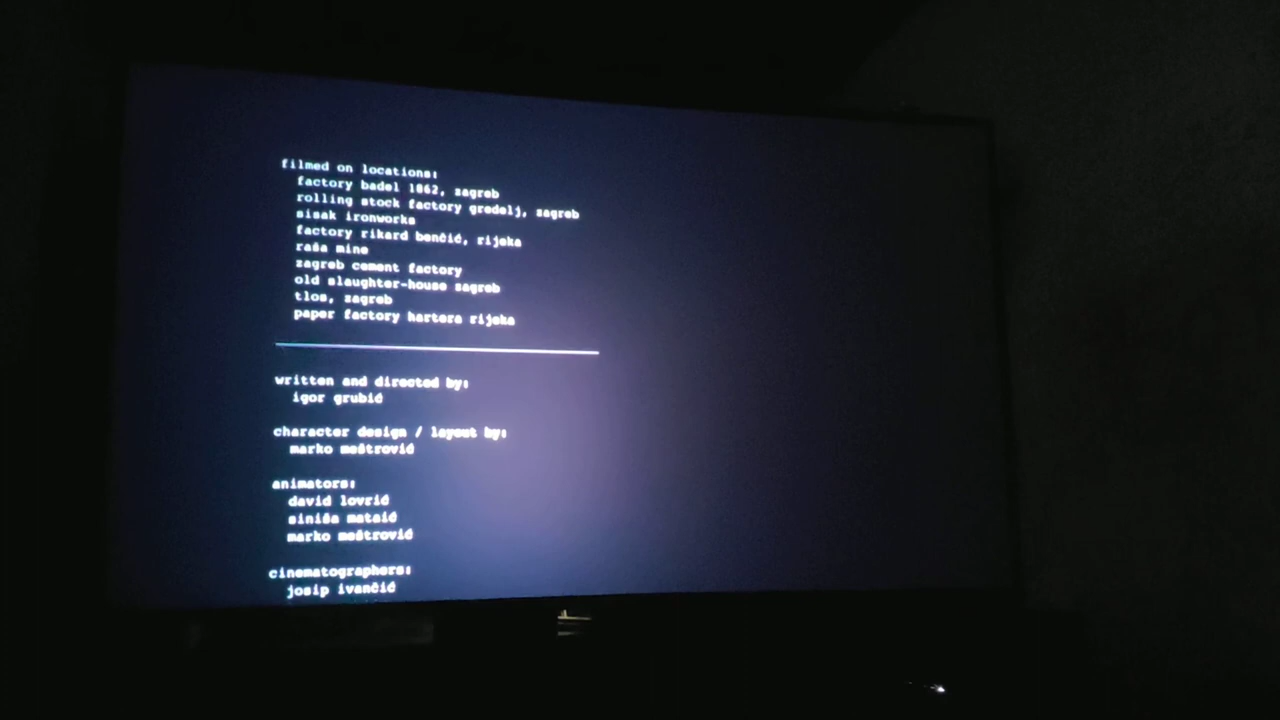 filmed on locations:
factory badel 1862, zagreb
rolling stock factory gredelj, zagreb
sisak ironworks
factory rikard benčić, rijeka
raša mine
zagreb cement factory
old slaughter-house zagreb
tlos, zagreb
paper factory hartera rijeka
written and directed by:
igor grubić
character design / layout by:
marko meštrović
animators:
david lovrić
siniša mataić
marko meštrović
cinematographers:
josip ivančić